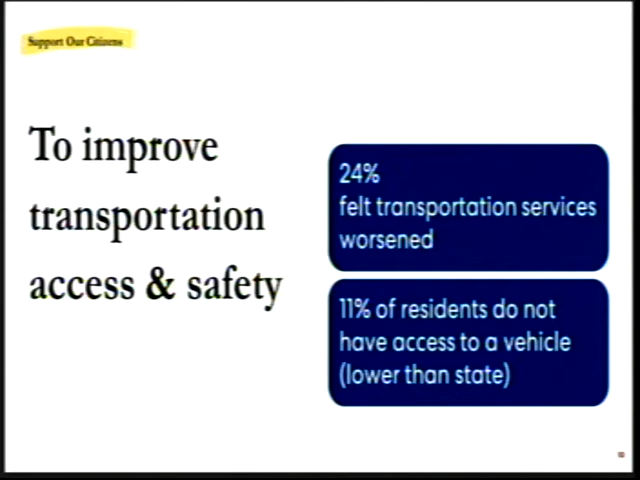 Support Our Citizens
To improve
transportation
access & safety
24%
felt transportation services
worsened
11% of residents do not
have access to a vehicle
(lower than state)